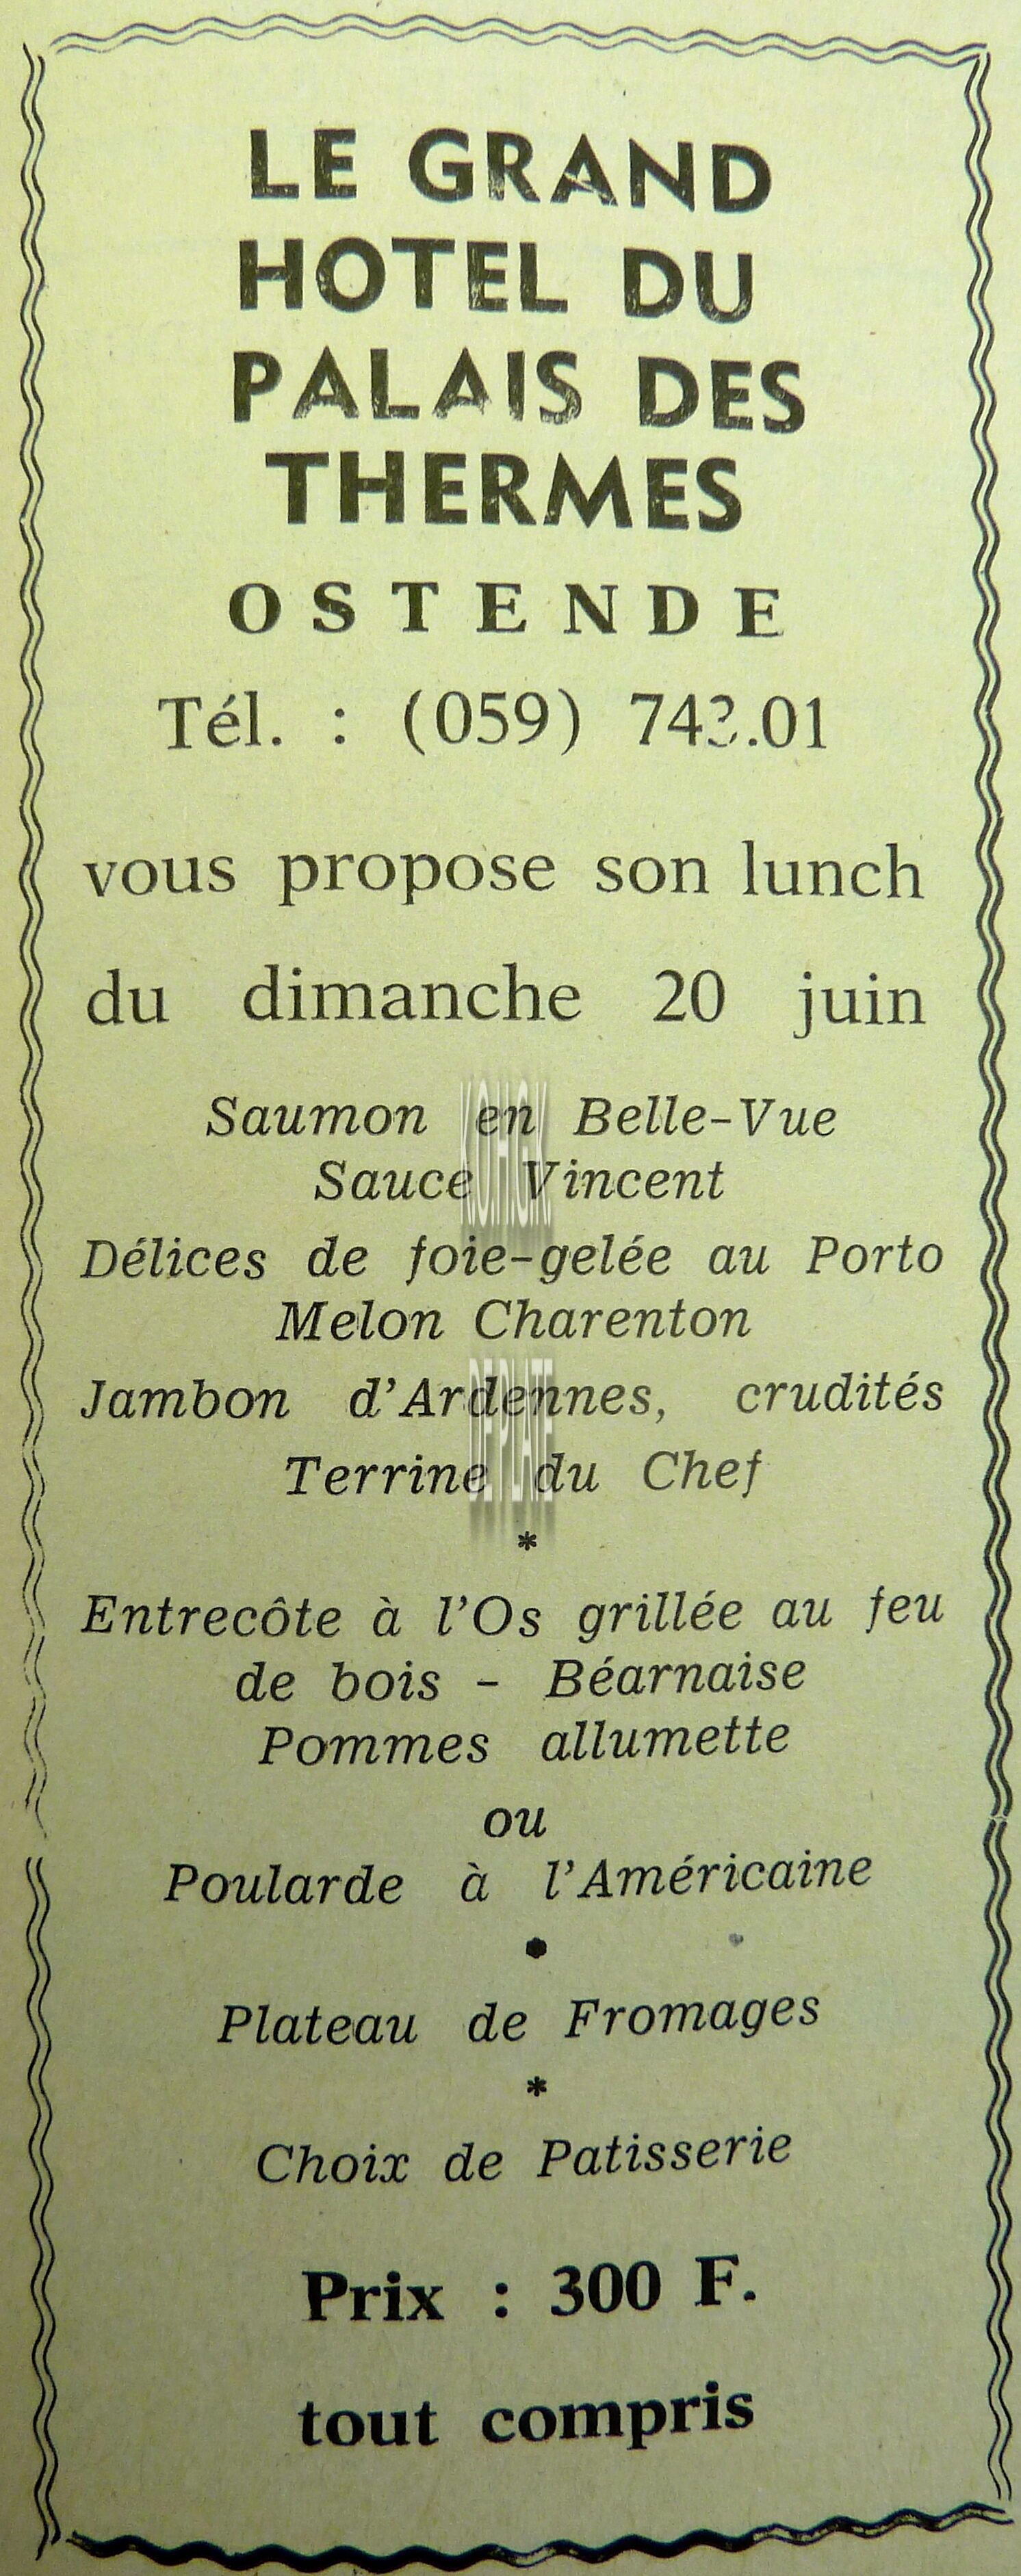 LE GRAND
HOTEL DU
PALAIS DES
THERMES
OSTENDE
Tél. : (059) 743.01
vous propose son lunch
du dimanche 20 juin
Saumon en Belle-Vue
Sauce Vincent
Délices de foie-gelée au Porto
Melon Charenton
Jambon d'Ardennes, crudités
Terrine du Chef
*
Entrecôte à l'Os grillée au feu
de bois - Béarnaise
Pommes allumette
ou
Poularde à l'Américaine
●
Plateau de Fromages
*
Choix de Patisserie
Prix : 300 F.
tout compris
K.O.H.G.K.
DE PLATE